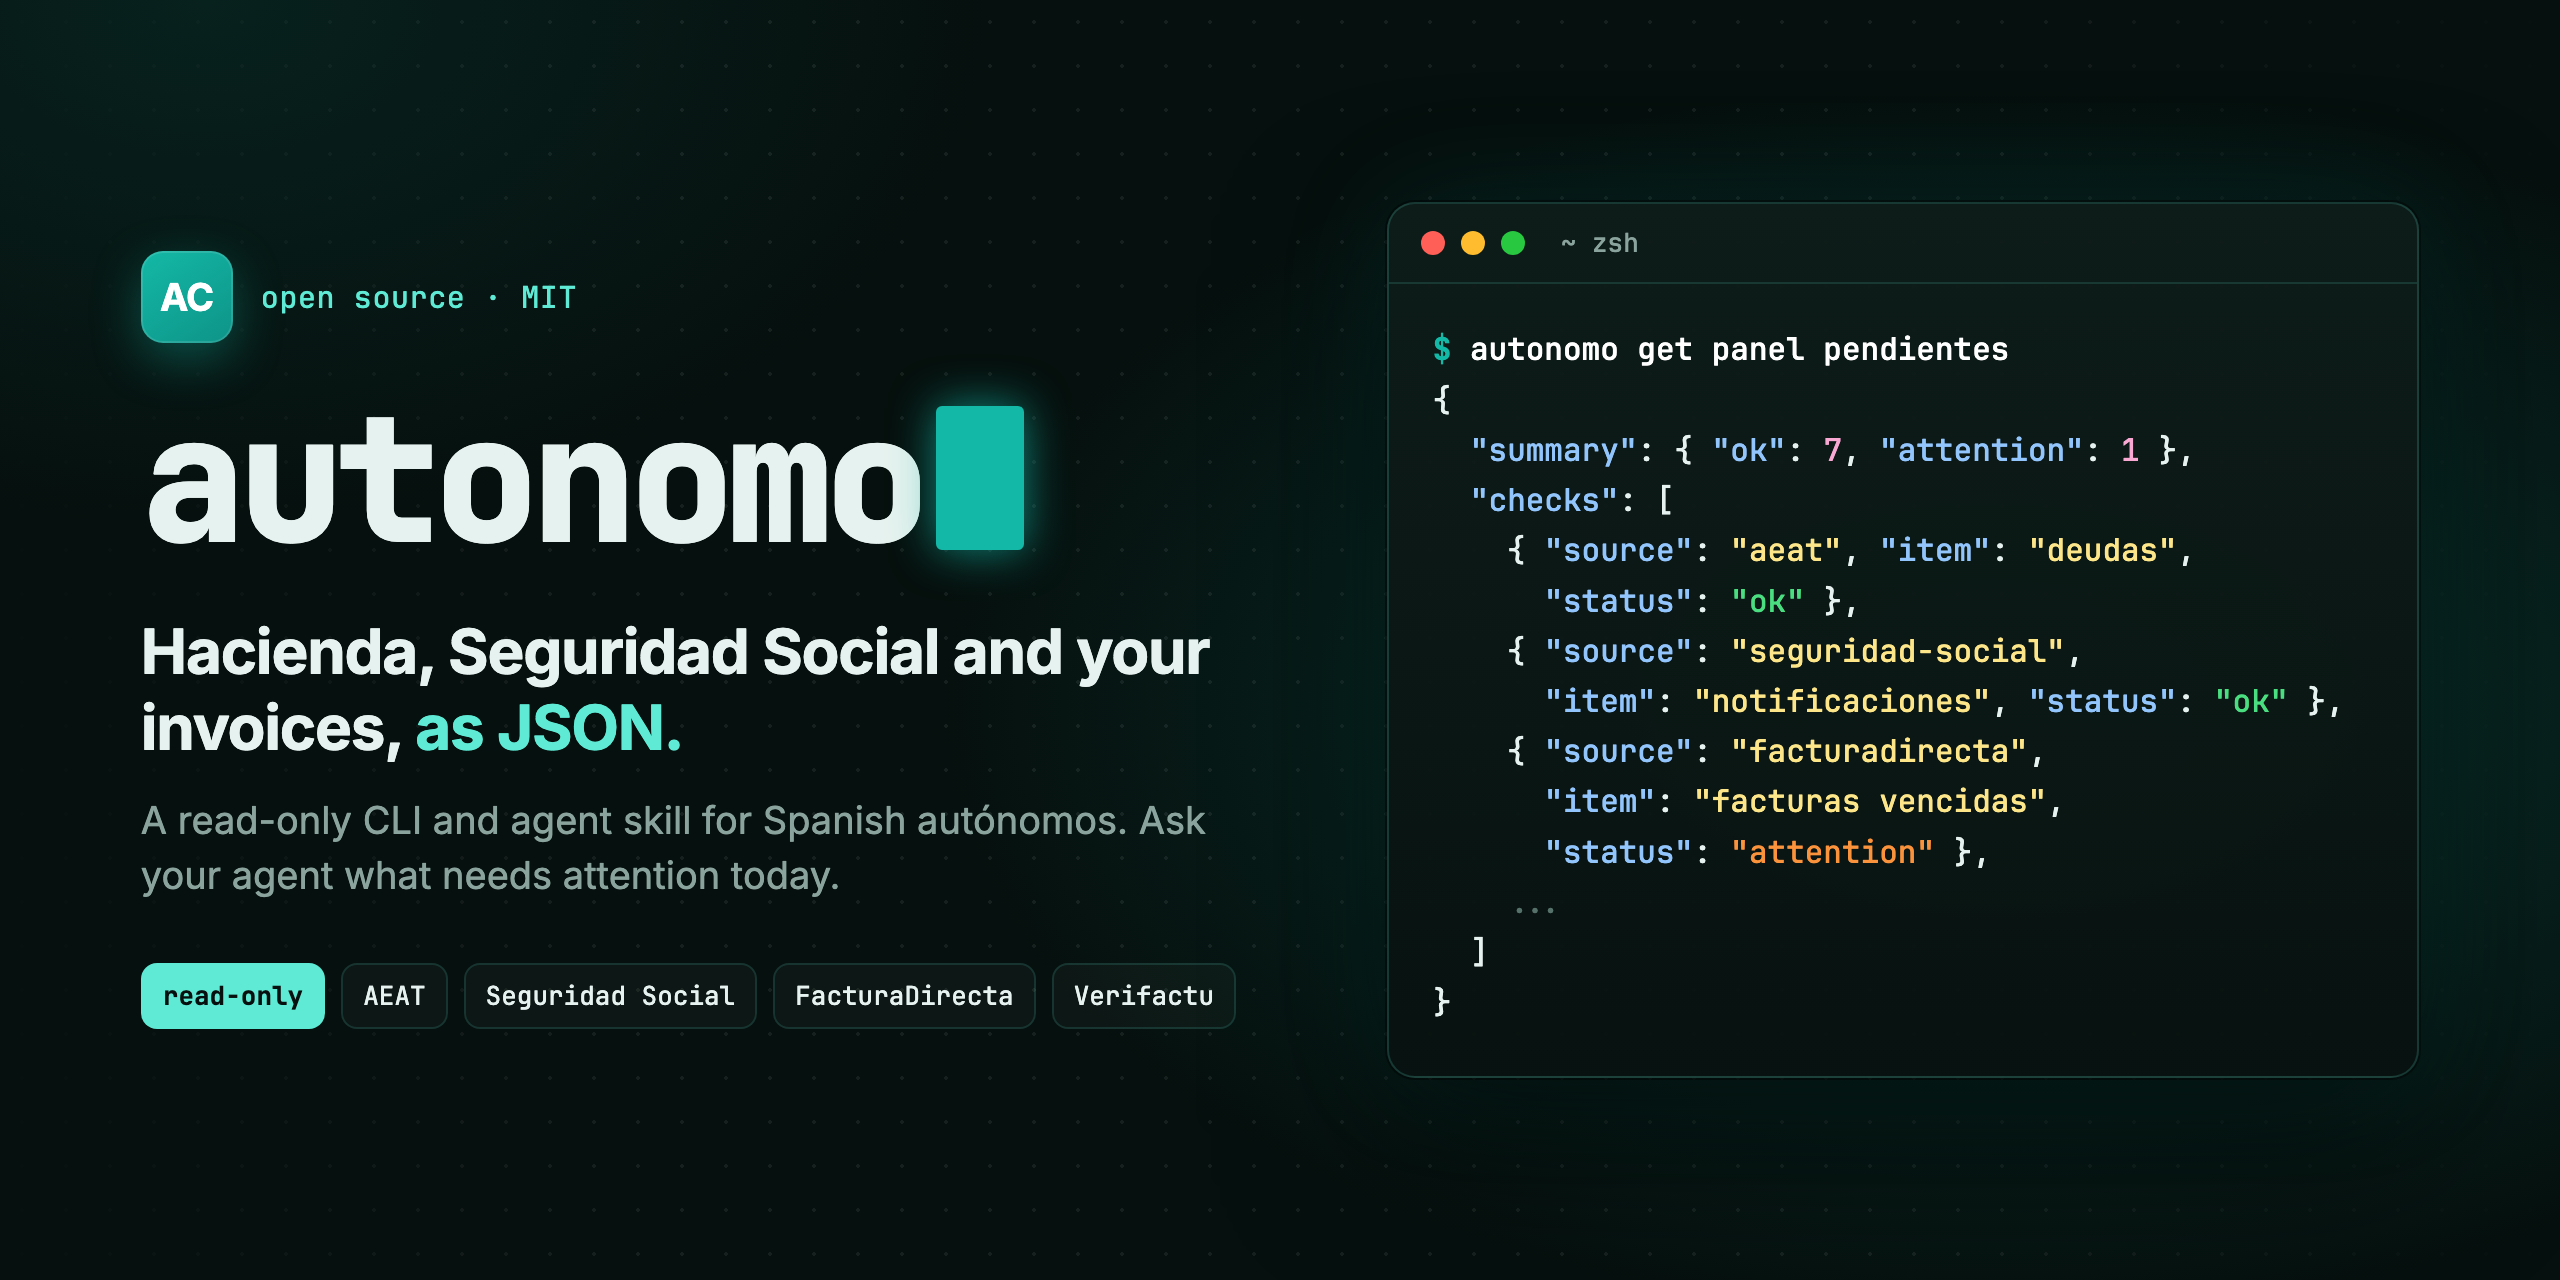 AC
open source · MIT
autonomo
Hacienda, Seguridad Social and your
invoices, as JSON.
A read-only CLI and agent skill for Spanish autónomos. Ask
your agent what needs attention today.
read-only
AEAT
Seguridad Social
FacturaDirecta
Verifactu
~ zsh
$ autonomo get panel pendientes
{
  "summary": { "ok": 7, "attention": 1 },
  "checks": [
    { "source": "aeat", "item": "deudas",
      "status": "ok" },
    { "source": "seguridad-social",
      "item": "notificaciones", "status": "ok" },
    { "source": "facturadirecta",
      "item": "facturas vencidas",
      "status": "attention" },
    ...
  ]
}